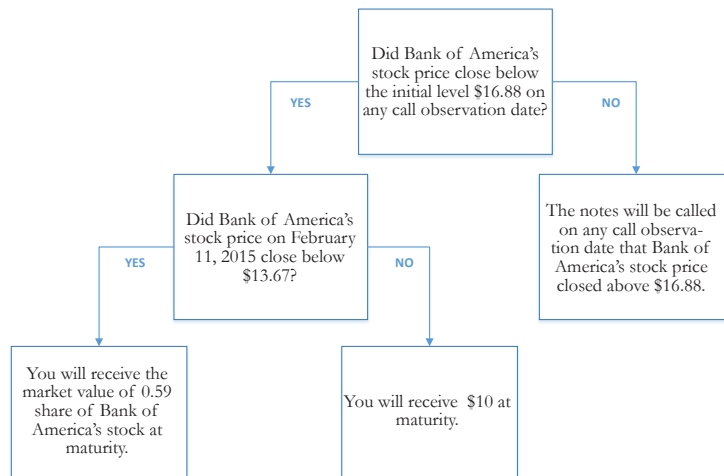 Did Bank of America's
stock price close below
the initial level $16.88 on
any call observation date?
YES
NO
Did Bank of America's
stock price on February
11, 2015 close below
$13.67?
The notes will be called
on any call observa-
tion date that Bank of
America's stock price
closed above $16.88.
YES
NO
You will receive the
market value of 0.59
share of Bank of
America's stock at
maturity.
You will receive $10 at
maturity.